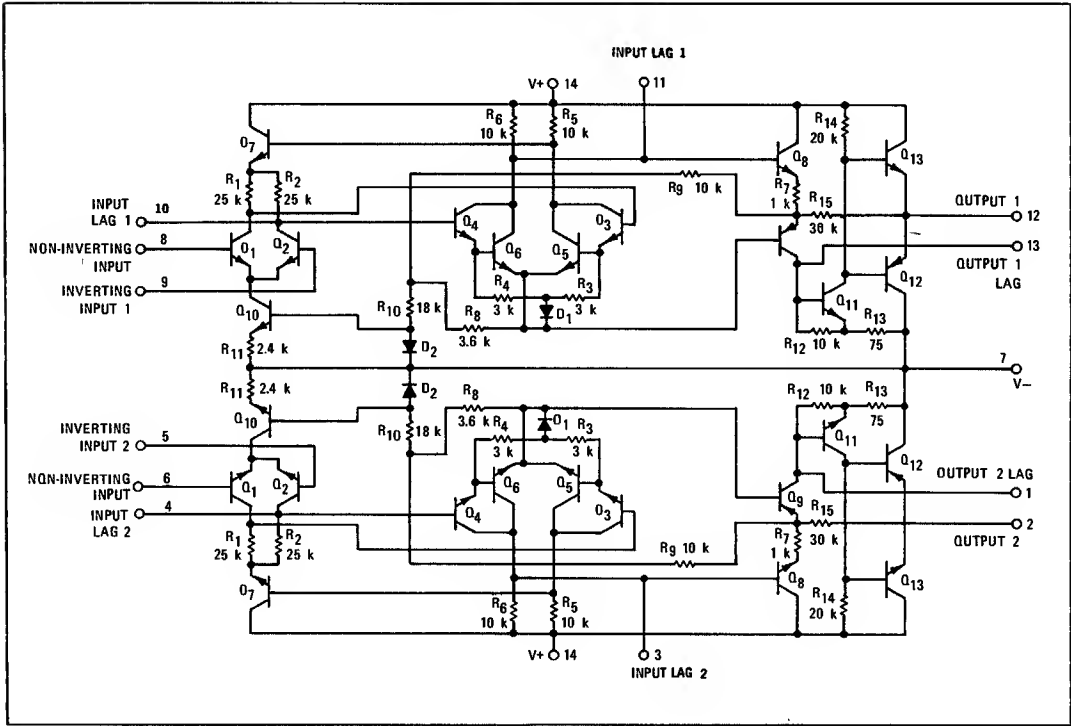 INPUT LAG 1
V+ 14
11
R6
10 k
R5
10 k
R14
20 k
Q7
Q8
Q13
R1
25 k
R2
25 k
R9 10 k
R7
1 k
R15
30 k
OUTPUT 1
12
INPUT
LAG 1
10
Q4
Q3
NON-INVERTING
INPUT
8
Q1
Q2
Q6
Q5
13
OUTPUT 1
LAG
Q12
INVERTING
INPUT 1
9
R4
3 k
R3
3 k
Q10
R10
18 k
R8
3.6 k
D1
Q11
R13
75
R12
10 k
R11
2.4 k
D2
7
V–
R11
2.4 k
D2
R8
3.6 k
R12
10 k
R13
75
Q10
R10
18 k
R4
3 k
D1
R3
3 k
Q11
Q12
INVERTING
INPUT 2
5
NON-INVERTING
INPUT
6
Q1
Q2
Q6
Q5
OUTPUT 2 LAG
1
INPUT
LAG 2
4
Q4
Q3
Q9
R15
30 k
2
OUTPUT 2
R1
25 k
R2
25 k
R9 10 k
R7
1 k
Q7
Q8
Q13
R6
10 k
R5
10 k
R14
20 k
V+ 14
3
INPUT LAG 2